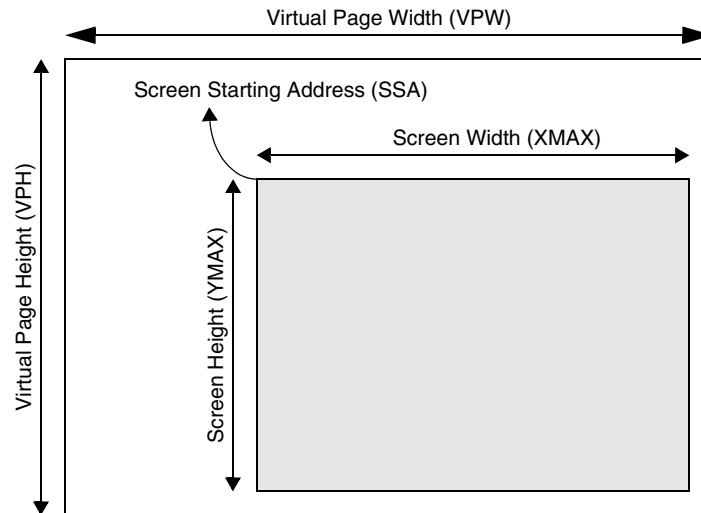 Virtual Page Width (VPW)
Screen Starting Address (SSA)
Screen Width (XMAX)
Virtual Page Height (VPH)
Screen Height (YMAX)